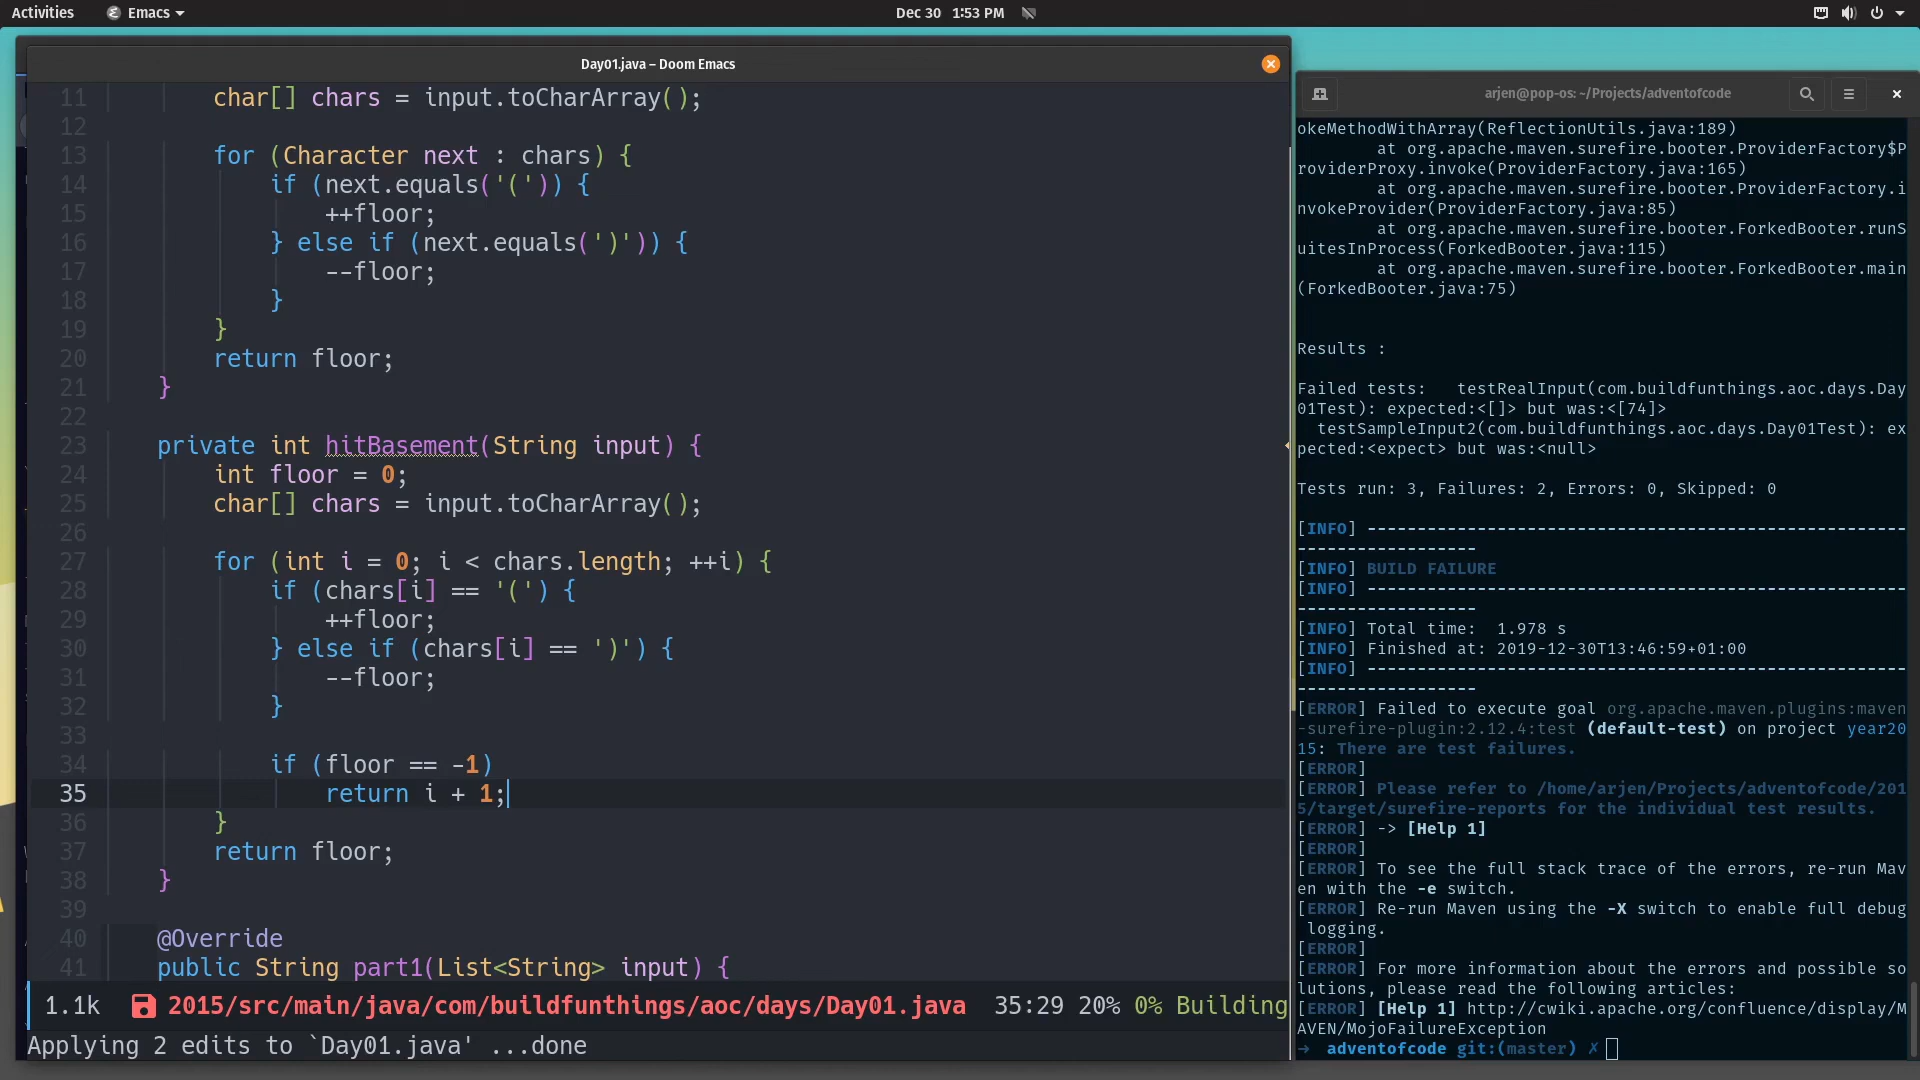 Activities
Emacs
Dec 30 1:53 PM
Day01.java – Doom Emacs
11 char[] chars = input.toCharArray();
12
13 for (Character next : chars) {
14 if (next.equals('(')) {
15 ++floor;
16 } else if (next.equals(')')) {
17 --floor;
18 }
19 }
20 return floor;
21 }
22
23 private int hitBasement(String input) {
24 int floor = 0;
25 char[] chars = input.toCharArray();
26
27 for (int i = 0; i < chars.length; ++i) {
28 if (chars[i] == '(') {
29 ++floor;
30 } else if (chars[i] == ')') {
31 --floor;
32 }
33
34 if (floor == -1)
35 return i + 1;
36 }
37 return floor;
38 }
39
40 @Override
41 public String part1(List<String> input) {
1.1k 2015/src/main/java/com/buildfunthings/aoc/days/Day01.java 35:29 20% 0% Building
Applying 2 edits to `Day01.java' ...done
arjen@pop-os: ~/Projects/adventofcode
okeMethodWithArray(ReflectionUtils.java:189)
at org.apache.maven.surefire.booter.ProviderFactory$P
roviderProxy.invoke(ProviderFactory.java:165)
at org.apache.maven.surefire.booter.ProviderFactory.i
nvokeProvider(ProviderFactory.java:85)
at org.apache.maven.surefire.booter.ForkedBooter.runS
uitesInProcess(ForkedBooter.java:115)
at org.apache.maven.surefire.booter.ForkedBooter.main
(ForkedBooter.java:75)
Results :
Failed tests:   testRealInput(com.buildfunthings.aoc.days.Day
01Test): expected:<[]> but was:<[74]>
testSampleInput2(com.buildfunthings.aoc.days.Day01Test): ex
pected:<expect> but was:<null>
Tests run: 3, Failures: 2, Errors: 0, Skipped: 0
[INFO] ------------------------------------------------------
------------------
[INFO] BUILD FAILURE
[INFO] ------------------------------------------------------
------------------
[INFO] Total time:  1.978 s
[INFO] Finished at: 2019-12-30T13:46:59+01:00
[INFO] ------------------------------------------------------
------------------
[ERROR] Failed to execute goal org.apache.maven.plugins:maven
-surefire-plugin:2.12.4:test (default-test) on project year20
15: There are test failures.
[ERROR]
[ERROR] Please refer to /home/arjen/Projects/adventofcode/201
5/target/surefire-reports for the individual test results.
[ERROR] -> [Help 1]
[ERROR]
[ERROR] To see the full stack trace of the errors, re-run Mav
en with the -e switch.
[ERROR] Re-run Maven using the -X switch to enable full debug
logging.
[ERROR]
[ERROR] For more information about the errors and possible so
lutions, please read the following articles:
[ERROR] [Help 1] http://cwiki.apache.org/confluence/display/M
AVEN/MojoFailureException
→ adventofcode git:(master) ✗